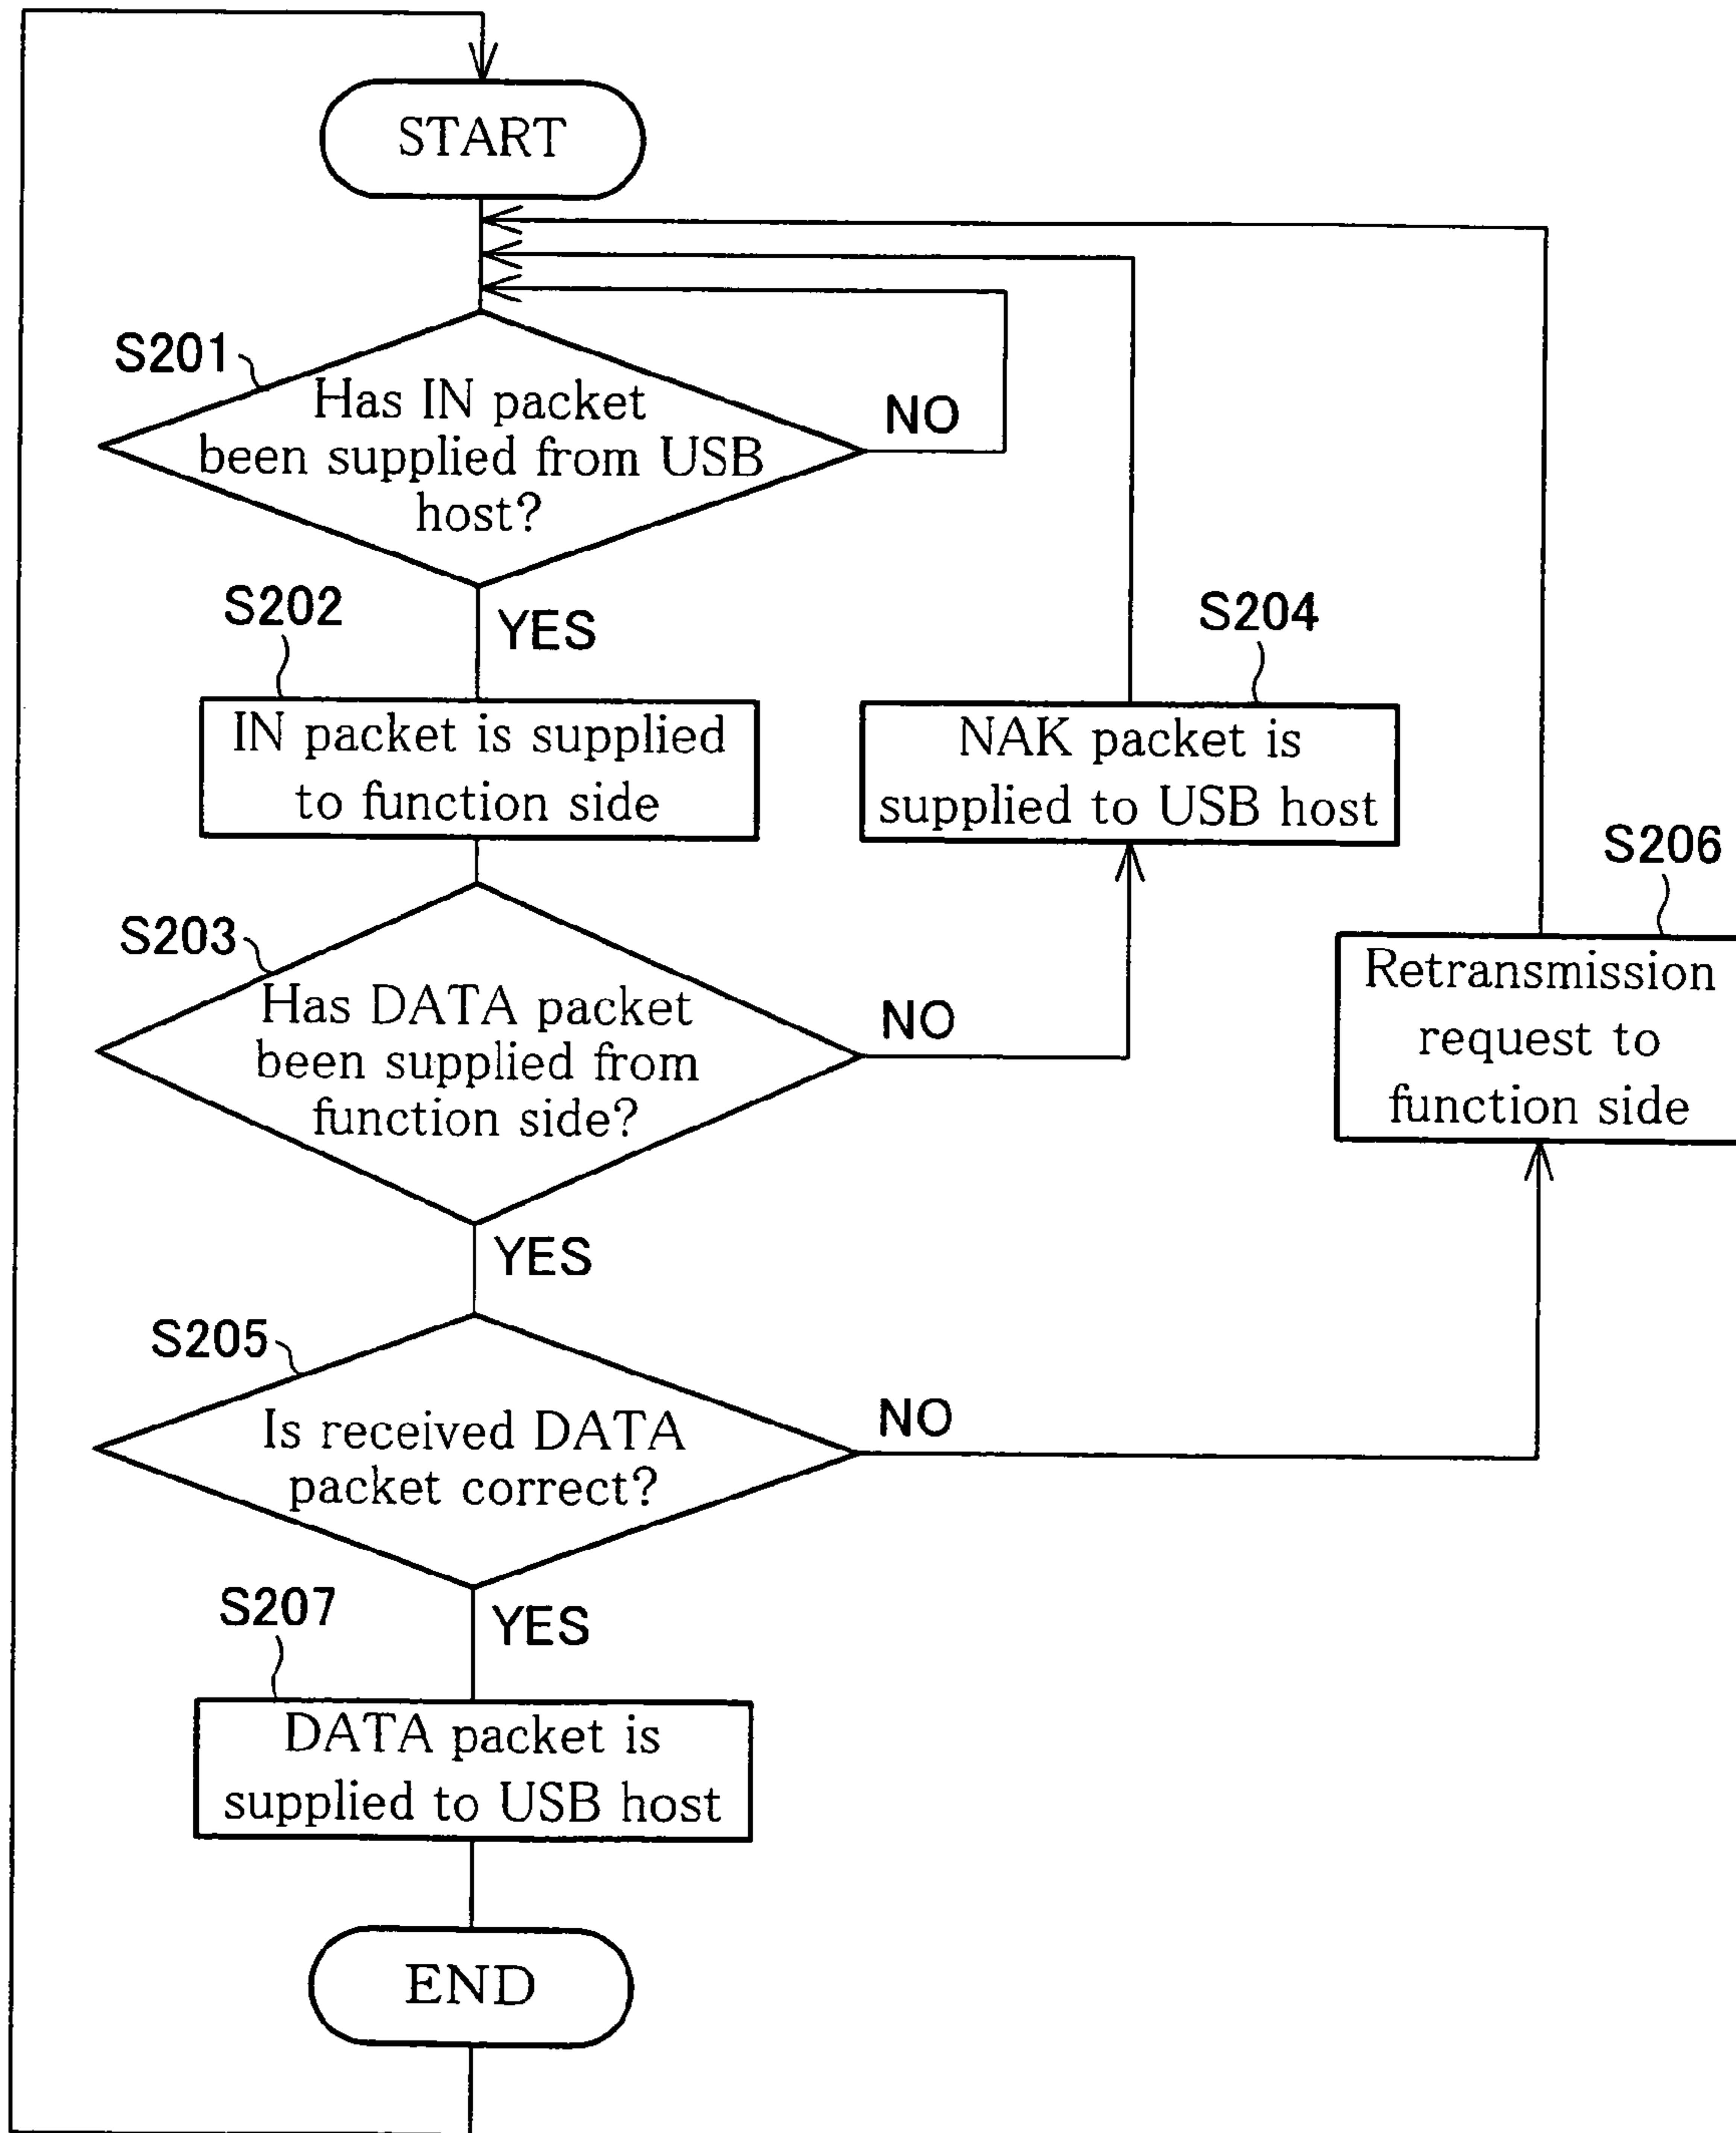 START
S201
Has IN packet
been supplied from USB
host?
NO
YES
S202
IN packet is supplied
to function side
S204
NAK packet is
supplied to USB host
S203
Has DATA packet
been supplied from
function side?
NO
YES
S206
Retransmission
request to
function side
S205
Is received DATA
packet correct?
NO
YES
S207
DATA packet is
supplied to USB host
END